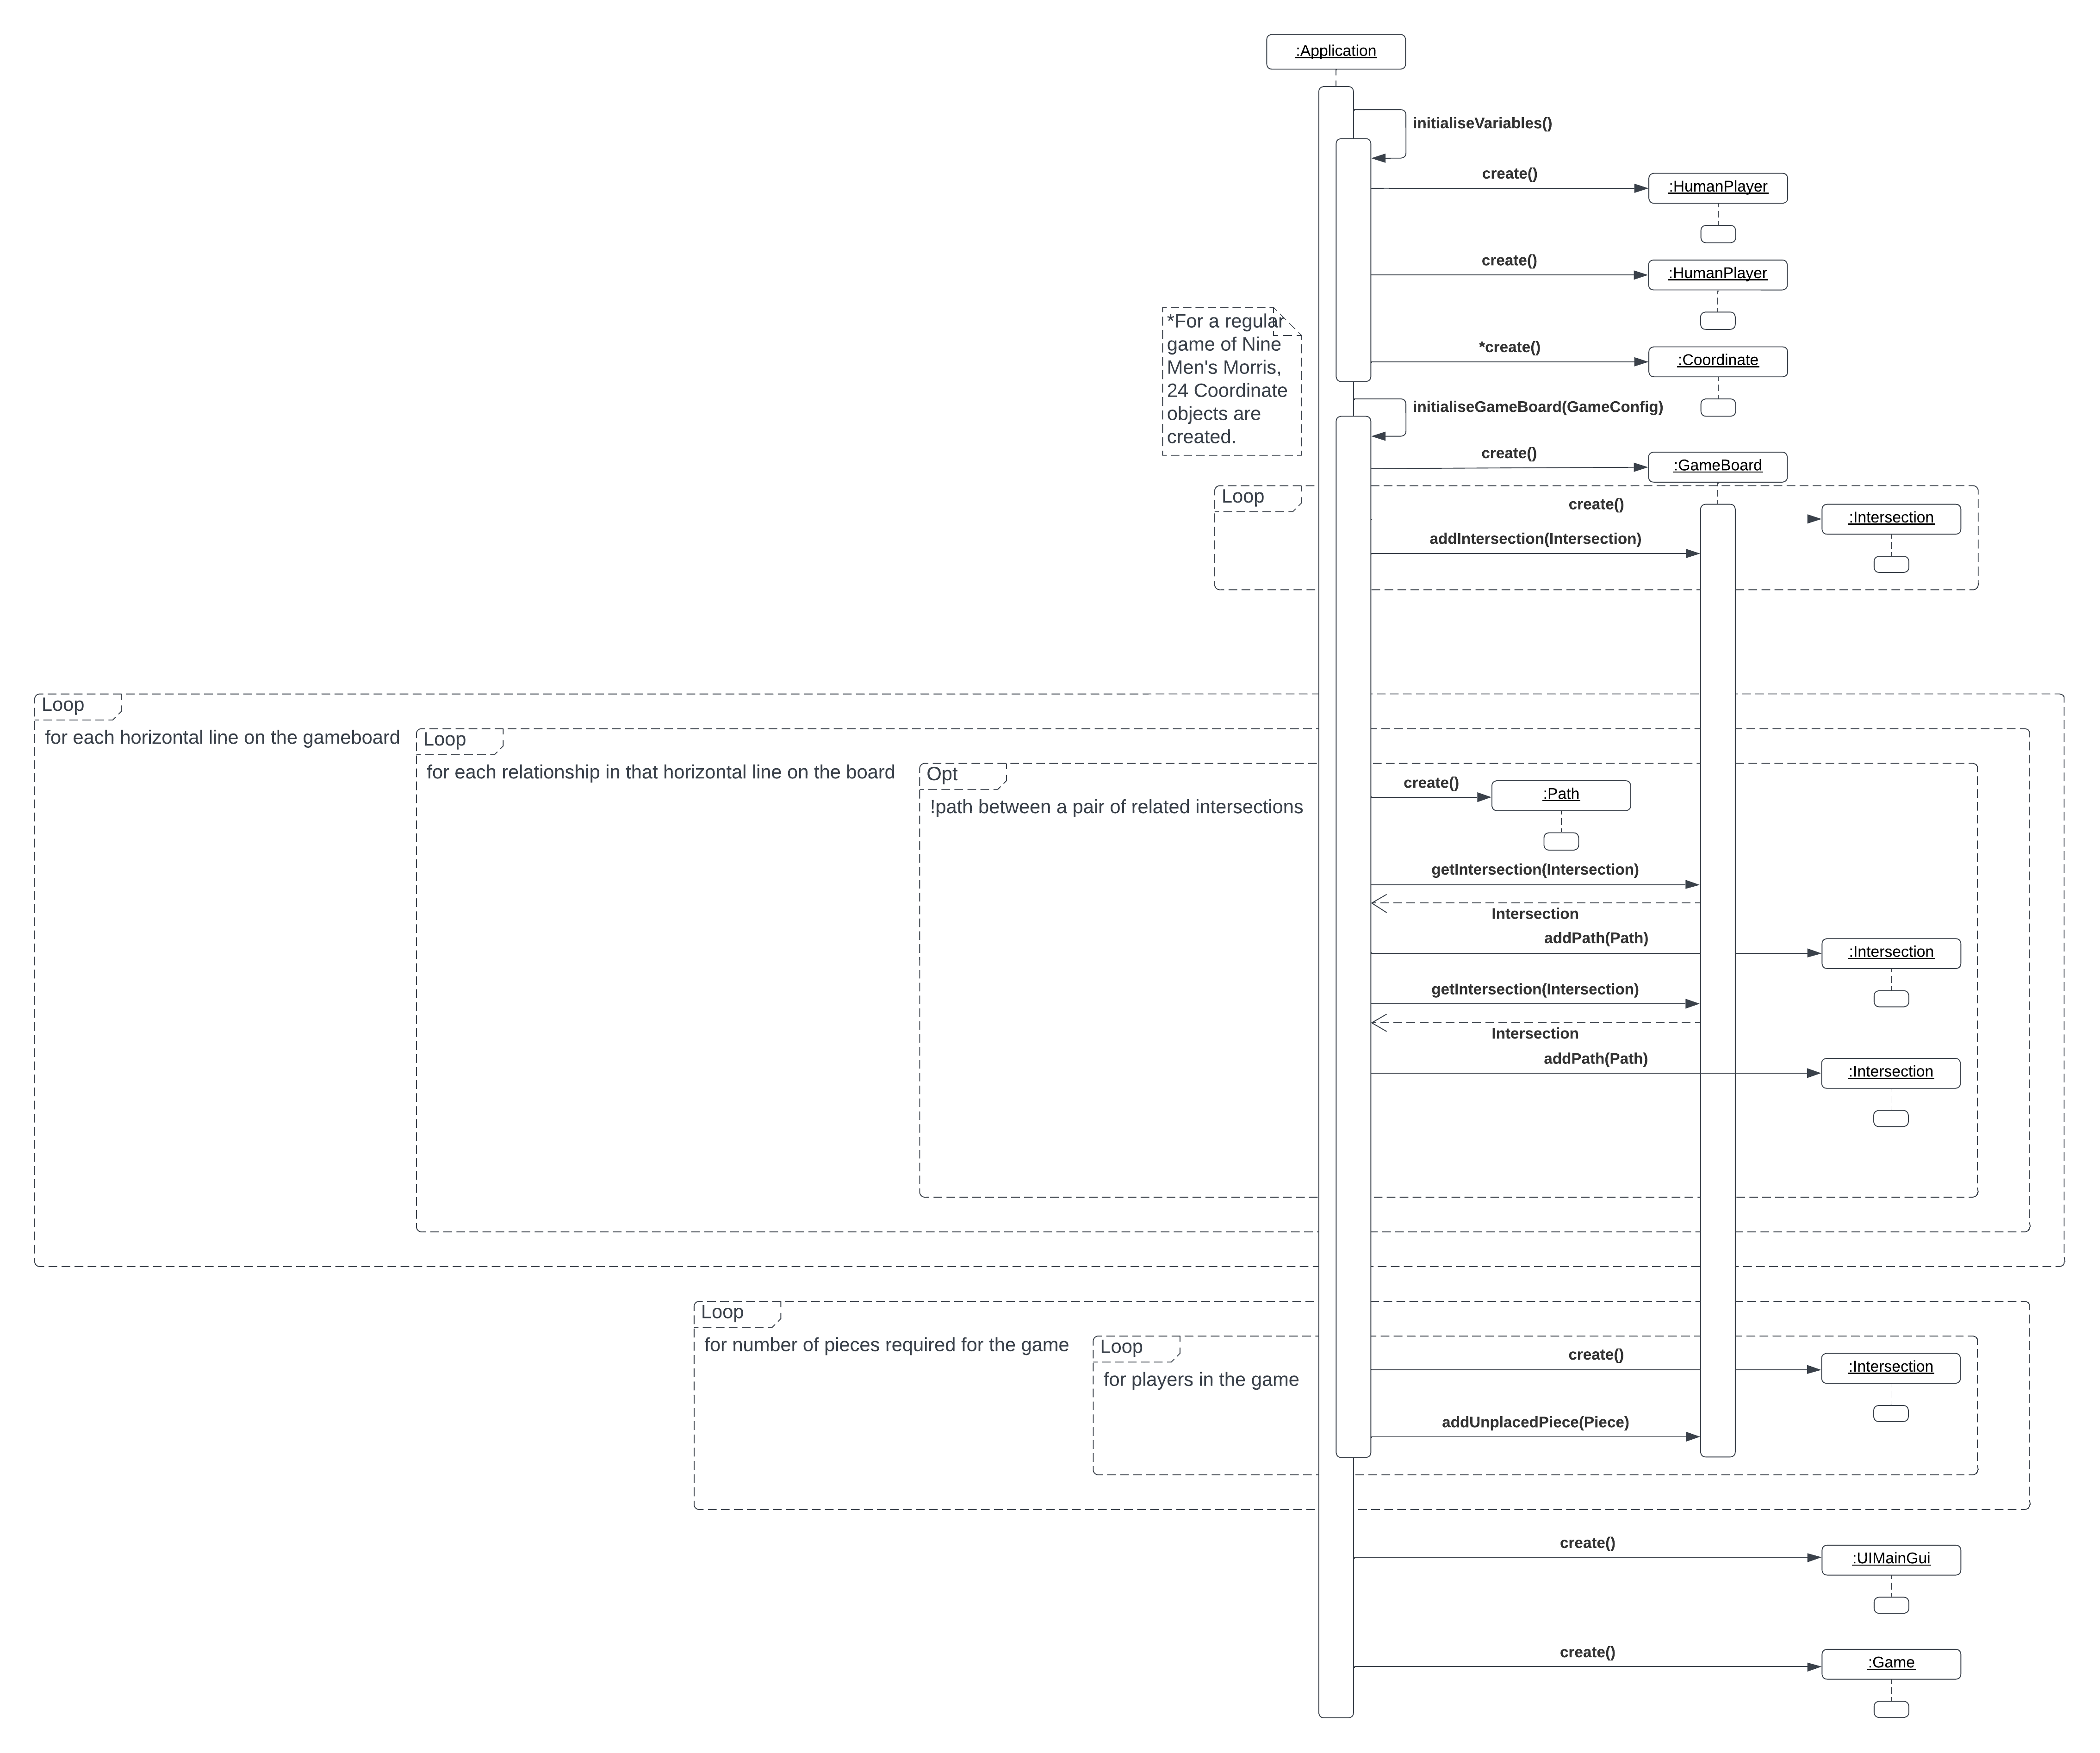 :Application
initialiseVariables()
create()
:HumanPlayer
create()
:HumanPlayer
*For a regular
game of Nine
Men's Morris,
24 Coordinate
objects are
created.
*create()
:Coordinate
initialiseGameBoard(GameConfig)
create()
:GameBoard
Loop
create()
:Intersection
addIntersection(Intersection)
Loop
for each horizontal line on the gameboard
Loop
for each relationship in that horizontal line on the board
Opt
!path between a pair of related intersections
create()
:Path
getIntersection(Intersection)
Intersection
addPath(Path)
:Intersection
getIntersection(Intersection)
Intersection
addPath(Path)
:Intersection
Loop
for number of pieces required for the game
Loop
for players in the game
create()
:Intersection
addUnplacedPiece(Piece)
create()
:UIMainGui
create()
:Game